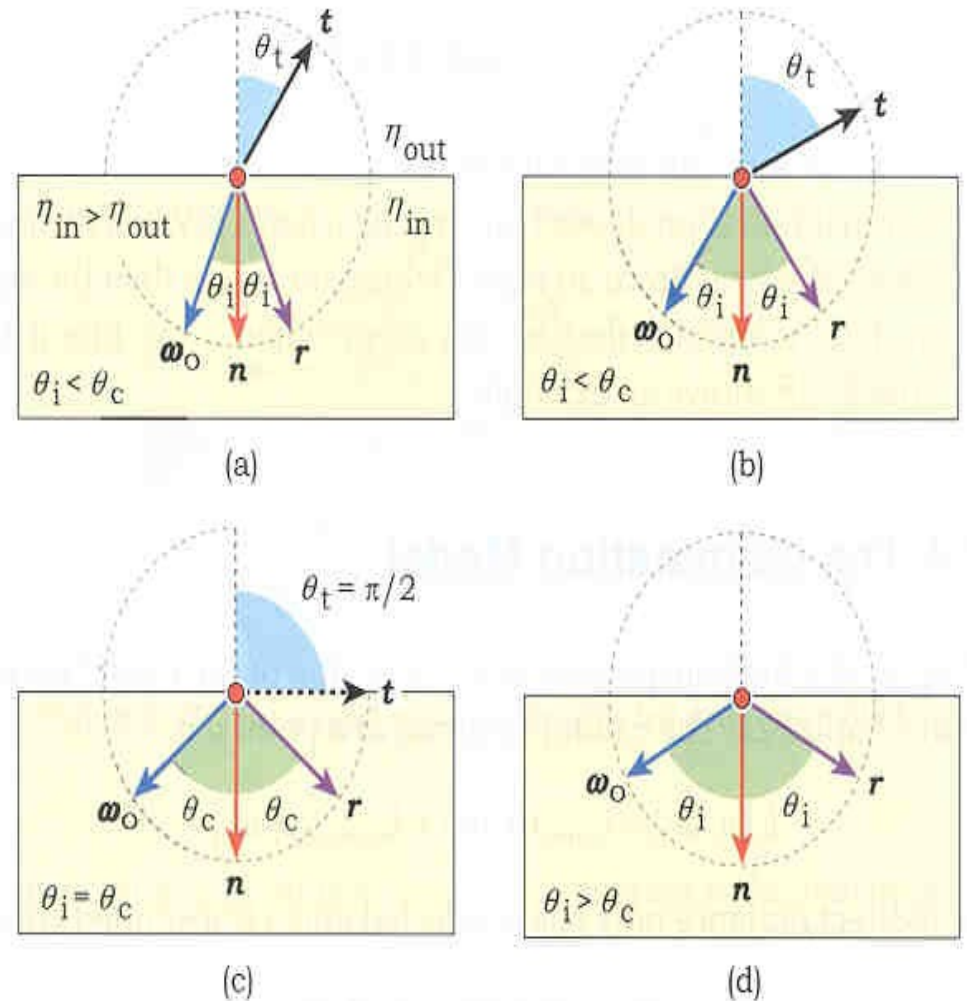 t
θt
ηout
ηin > ηout
ηin
θi θi
ωo
n
r
θi < θc
(a)
θt
t
θi θi
ωo
n
r
θi < θc
(b)
θt = π/2
t
ωo
θc θc
r
n
θi = θc
(c)
ωo
θi θi
r
n
θi > θc
(d)